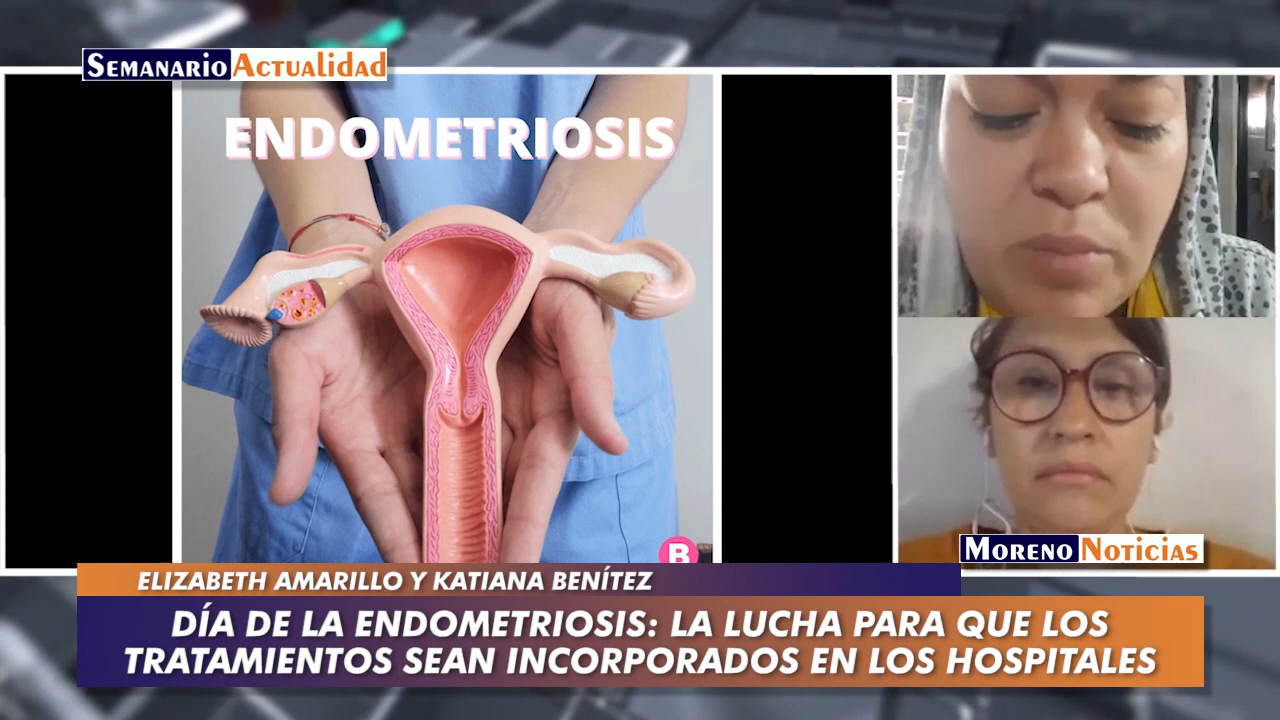 SEMANARIO ACTUALIDAD
ENDOMETRIOSIS
B
MORENO NOTICIAS
ELIZABETH AMARILLO Y KATIANA BENÍTEZ
DÍA DE LA ENDOMETRIOSIS: LA LUCHA PARA QUE LOS
TRATAMIENTOS SEAN INCORPORADOS EN LOS HOSPITALES